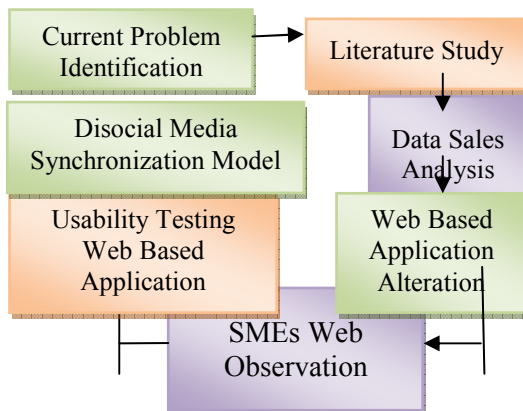 Current Problem
Identification
Literature Study
Disocial Media
Synchronization Model
Data Sales
Analysis
Usability Testing
Web Based
Application
Web Based
Application
Alteration
SMEs Web
Observation